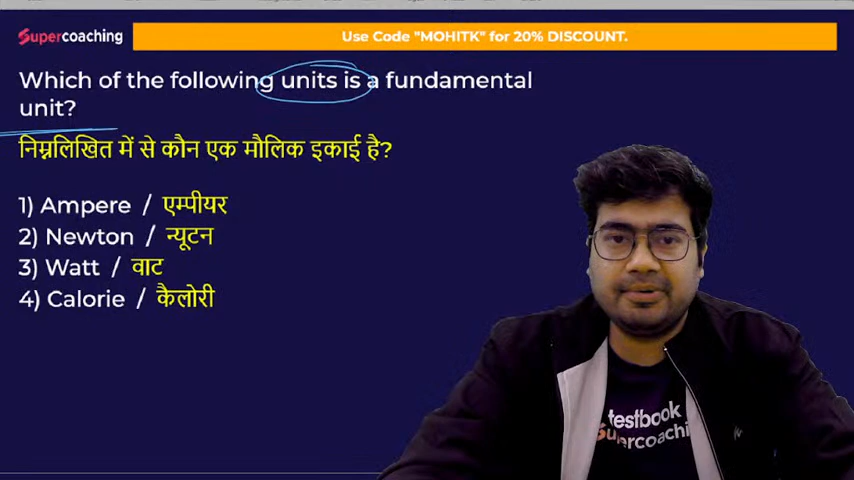 Supercoaching
Use Code "MOHITK" for 20% DISCOUNT.
Which of the following units is a fundamental
unit?
निम्नलिखित में से कौन एक मौलिक इकाई है?
1) Ampere / एम्पीयर
2) Newton / न्यूटन
3) Watt / वाट
4) Calorie / कैलोरी
testbook
Supercoachi